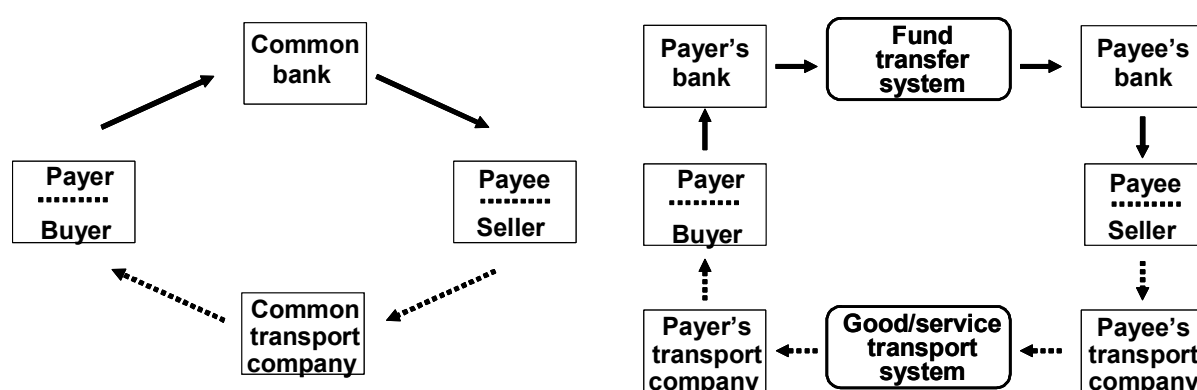 Common
bank
Payer
Buyer
Payee
Seller
Common
transport
company
Payer's
bank
Fund
transfer
system
Payee's
bank
Payer
Buyer
Payee
Seller
Payer's
transport
company
Good/service
transport
system
Payee's
transport
company